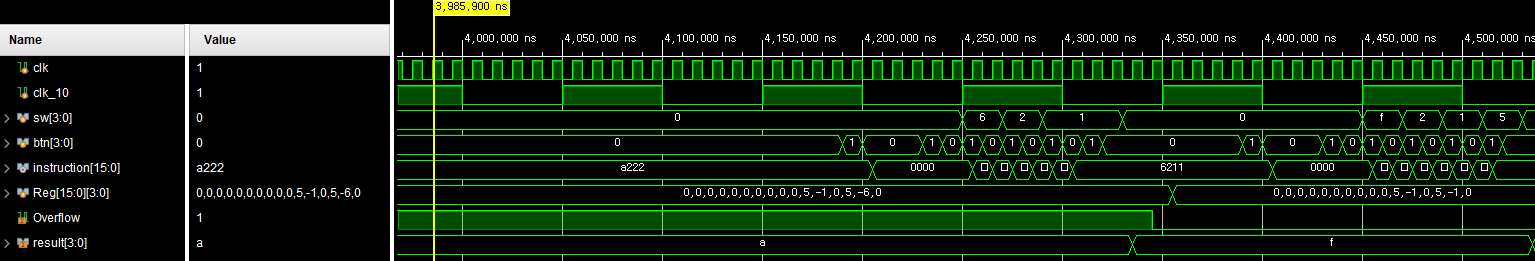 3,985,900 ns
Name Value
4,000,000 ns 4,050,000 ns 4,100,000 ns 4,150,000 ns 4,200,000 ns 4,250,000 ns 4,300,000 ns 4,350,000 ns 4,400,000 ns 4,450,000 ns 4,500,000 ns
clk 1
clk_10 1
sw[3:0] 0 0 6 2 1 0 f 2 1 5
btn[3:0] 0 0 1 0 1 0 1 0 1 0 1 0 1 0 1 0 1 0 1 0 1 0 1 0 1
instruction[15:0] a222 a222 0000 6211 0000
Reg[15:0][3:0] 0,0,0,0,0,0,0,0,0,0,5,-1,0,5,-6,0 0,0,0,0,0,0,0,0,0,0,5,-1,0,5,-6,0 0,0,0,0,0,0,0,0,0,0,5,-1,0,5,-1,0
Overflow 1
result[3:0] a a f